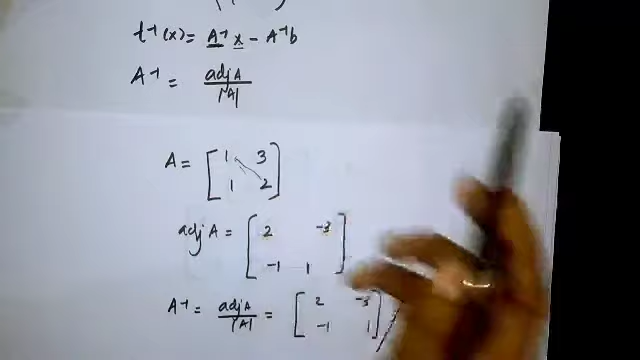 t⁻¹(x) = A⁻¹ x - A⁻¹b
A⁻¹ = adj A / |A|
A = [ 1 3
1 2 ]
adj A = [ 2 -3
-1 1 ]
A⁻¹ = adj A / |A| = [ 2 -3
-1 1 ] /